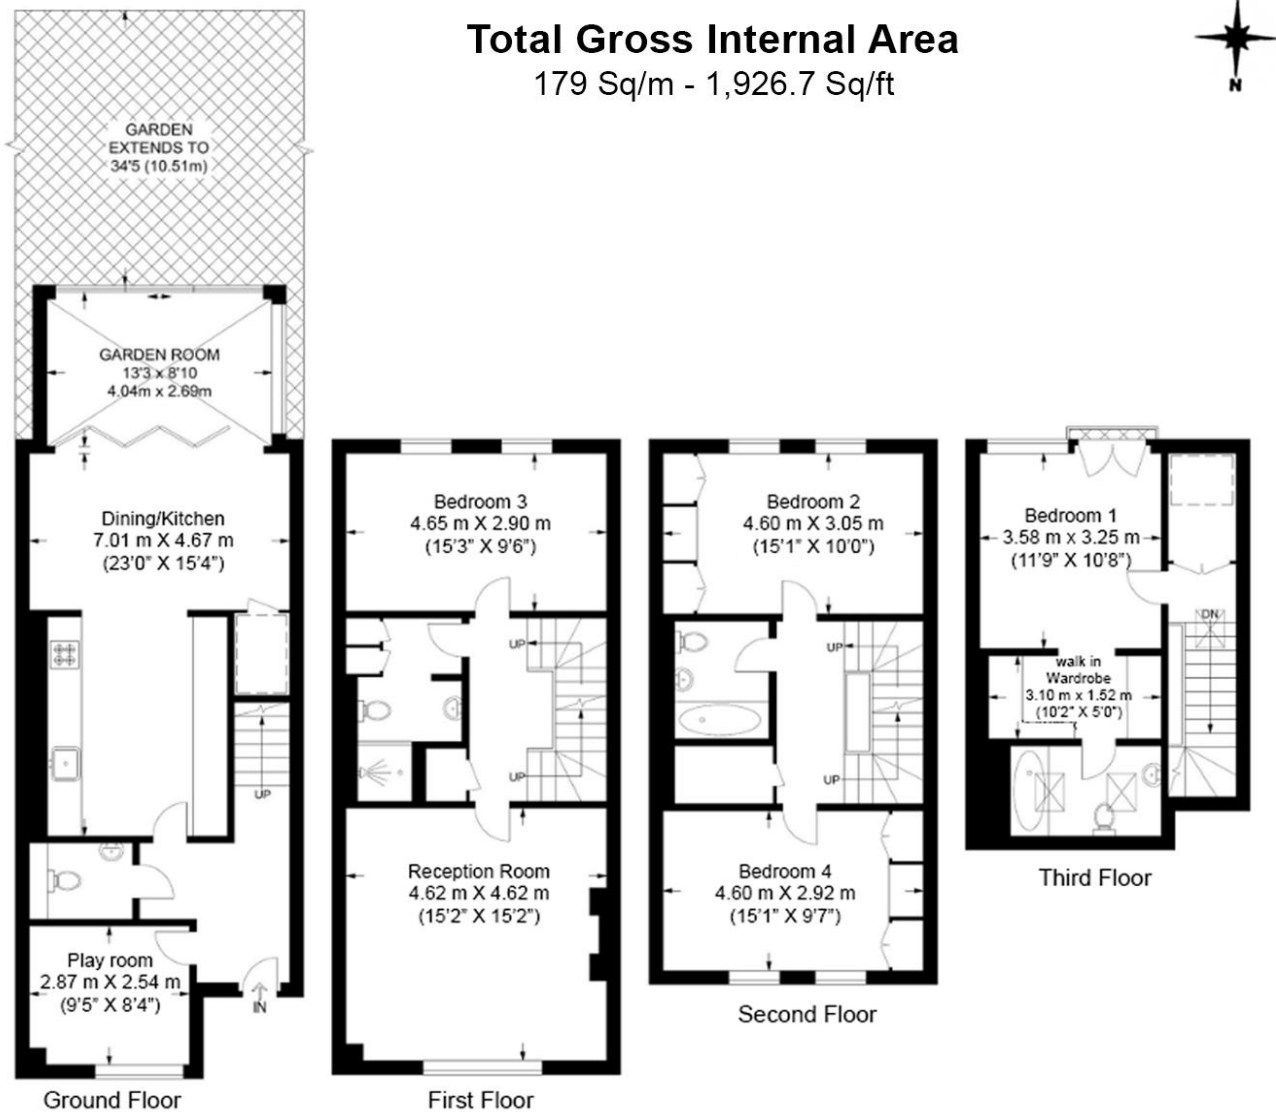 Total Gross Internal Area
179 Sq/m - 1,926.7 Sq/ft
N
GARDEN
EXTENDS TO
34'5 (10.51m)
GARDEN ROOM
13'3 x 8'10
4.04m x 2.69m
Dining/Kitchen
7.01 m X 4.67 m
(23'0" X 15'4")
UP
Play room
2.87 m X 2.54 m
(9'5" X 8'4")
IN
Ground Floor
Bedroom 3
4.65 m X 2.90 m
(15'3" X 9'6")
UP
UP
Reception Room
4.62 m X 4.62 m
(15'2" X 15'2")
First Floor
Bedroom 2
4.60 m X 3.05 m
(15'1" X 10'0")
UP
UP
Bedroom 4
4.60 m X 2.92 m
(15'1" X 9'7")
Second Floor
Bedroom 1
3.58 m x 3.25 m
(11'9" X 10'8")
DN
walk in
Wardrobe
3.10 m x 1.52 m
(10'2" X 5'0")
Third Floor